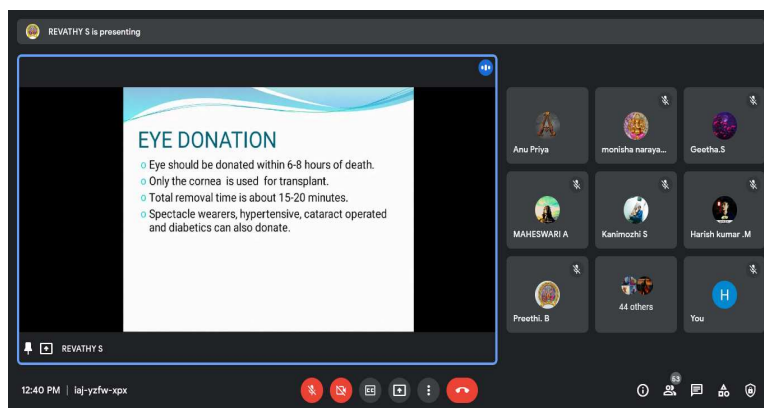 REVATHY S is presenting
EYE DONATION
o Eye should be donated within 6-8 hours of death.
o Only the cornea is used for transplant.
o Total removal time is about 15-20 minutes.
o Spectacle wearers, hypertensive, cataract operated
and diabetics can also donate.
REVATHY S
A
Anu Priya
monisha naraya...
Geetha.S
MAHESWARI A
Kanimozhi S
Harish kumar .M
Preethi. B
44 others
H
You
12:40 PM | iaj-yzfw-xpx
CC
63